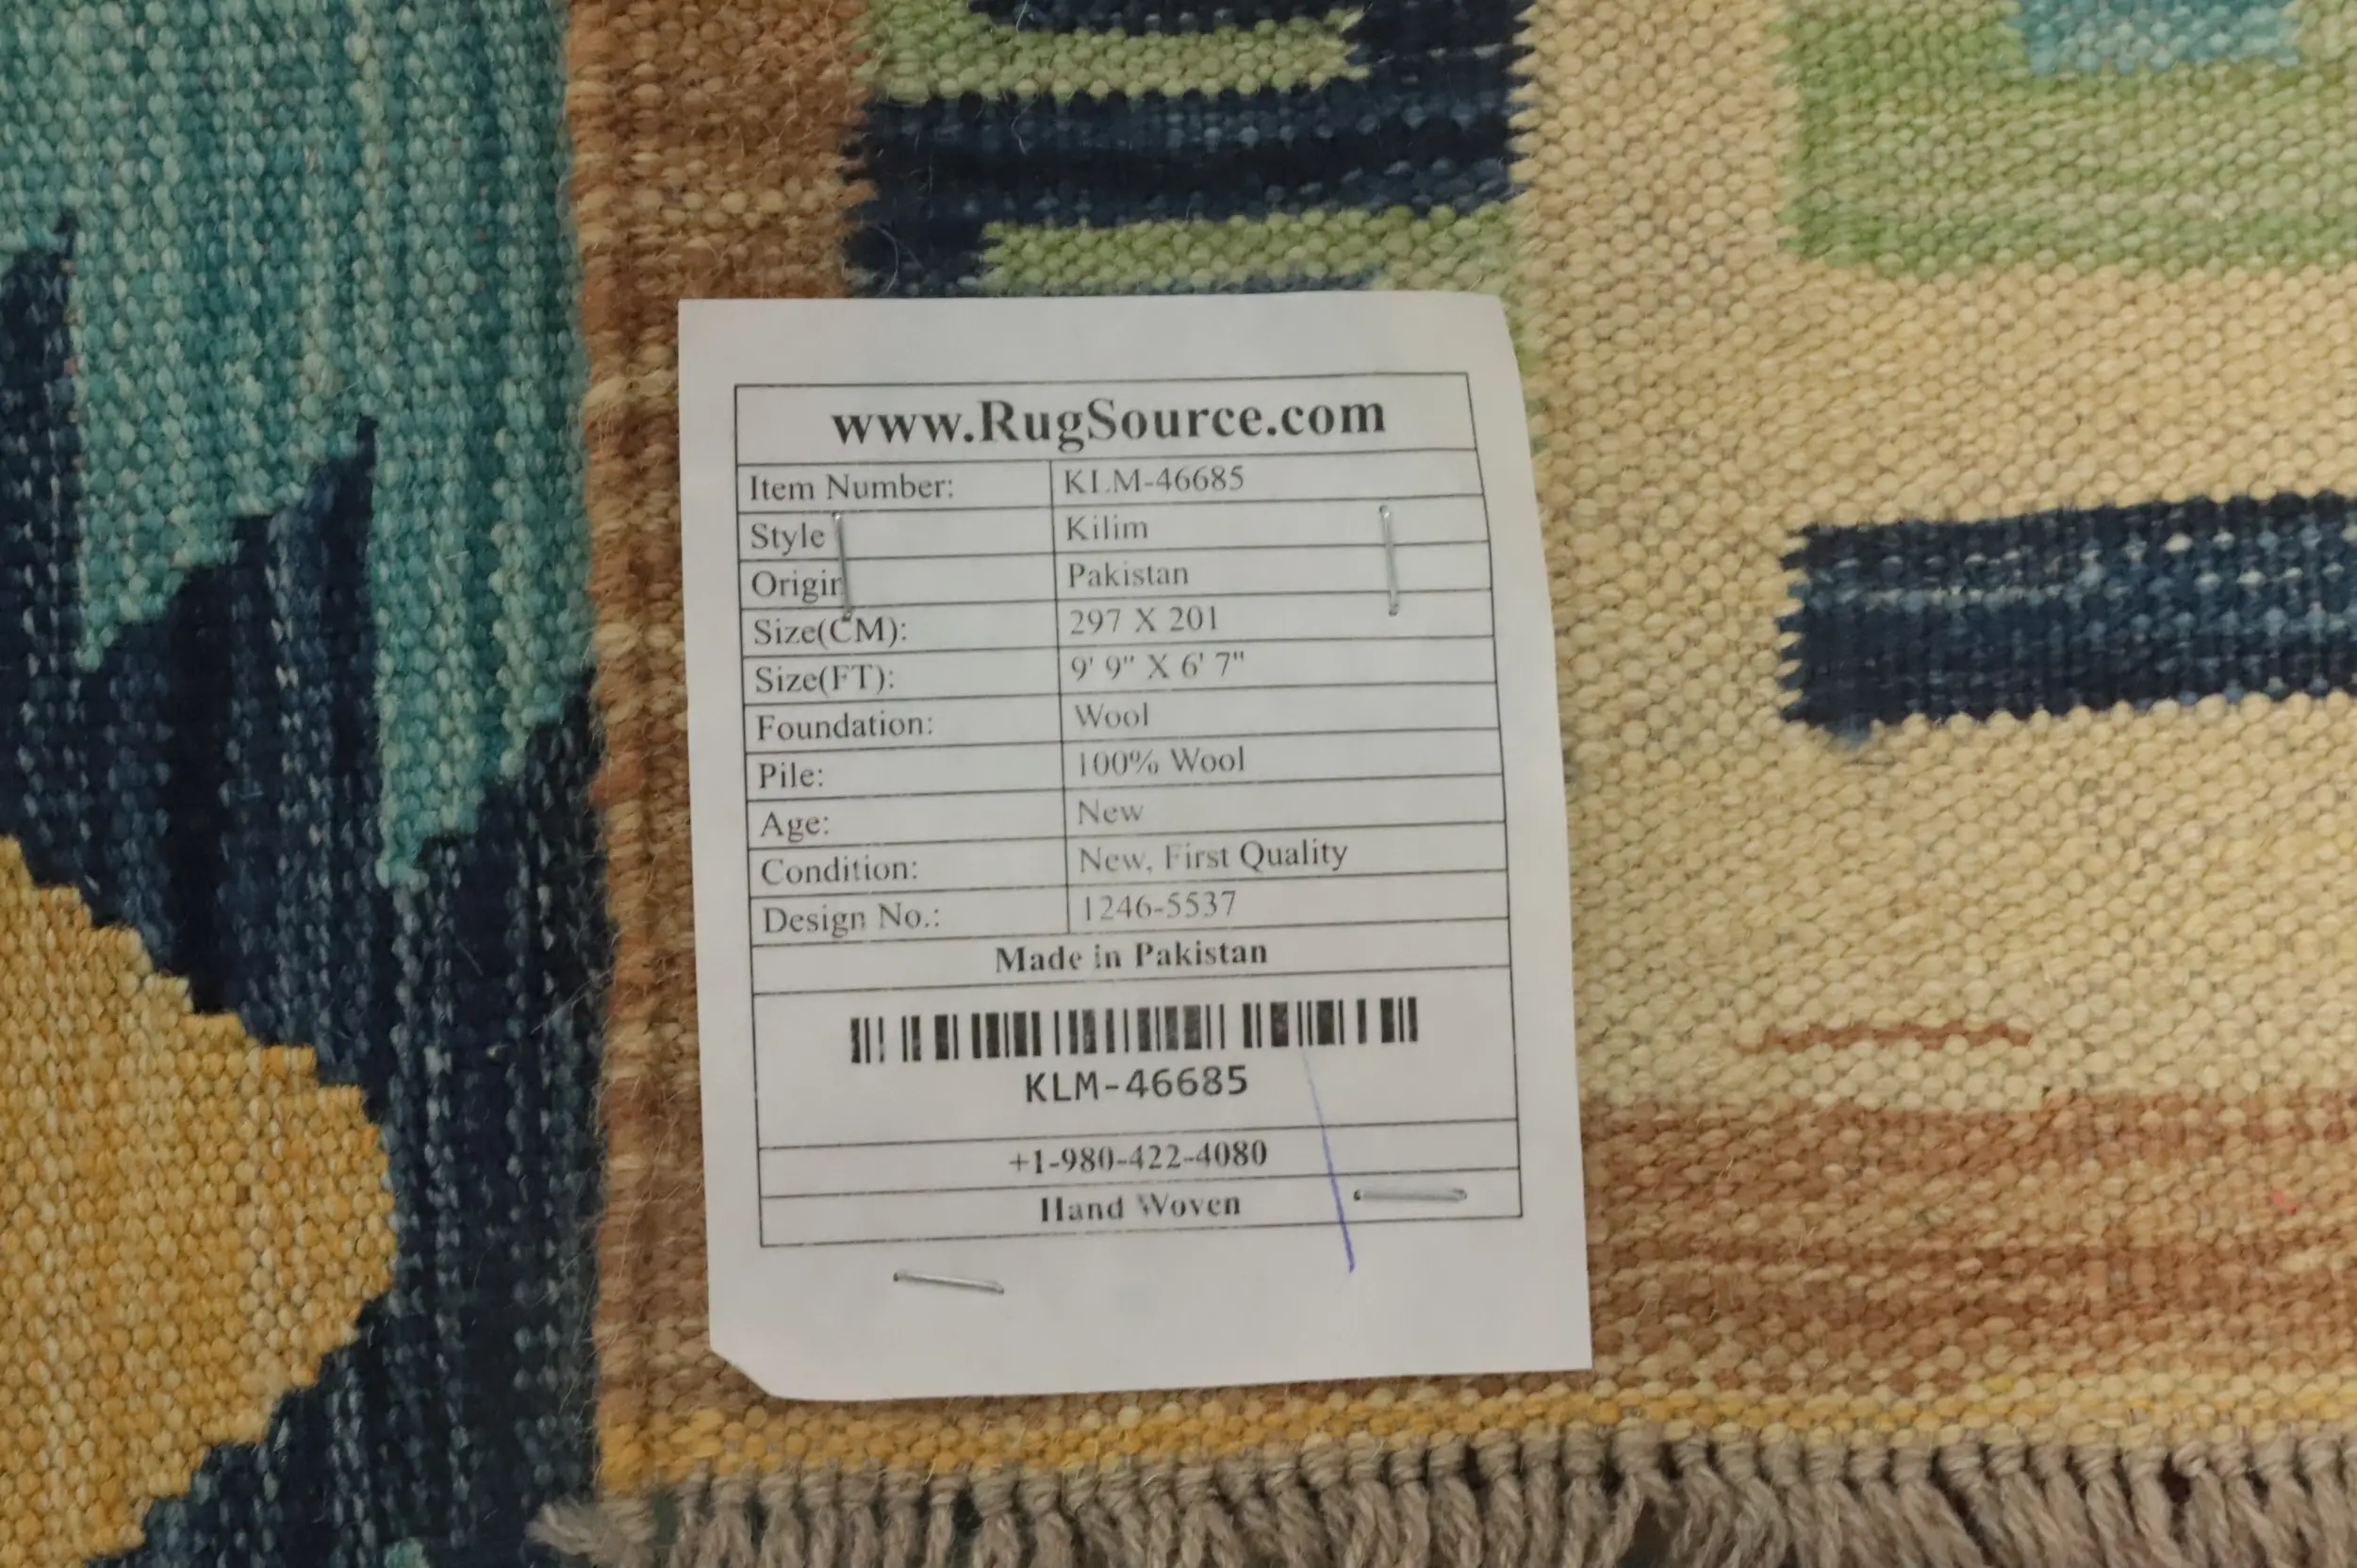 www.RugSource.com
Item Number: KLM-46685
Style Kilim
Origin Pakistan
Size(CM): 297 X 201
Size(FT): 9' 9" X 6' 7"
Foundation: Wool
Pile: 100% Wool
Age: New
Condition: New, First Quality
Design No.: 1246-5537
Made in Pakistan
KLM-46685
+1-980-422-4080
Hand Woven